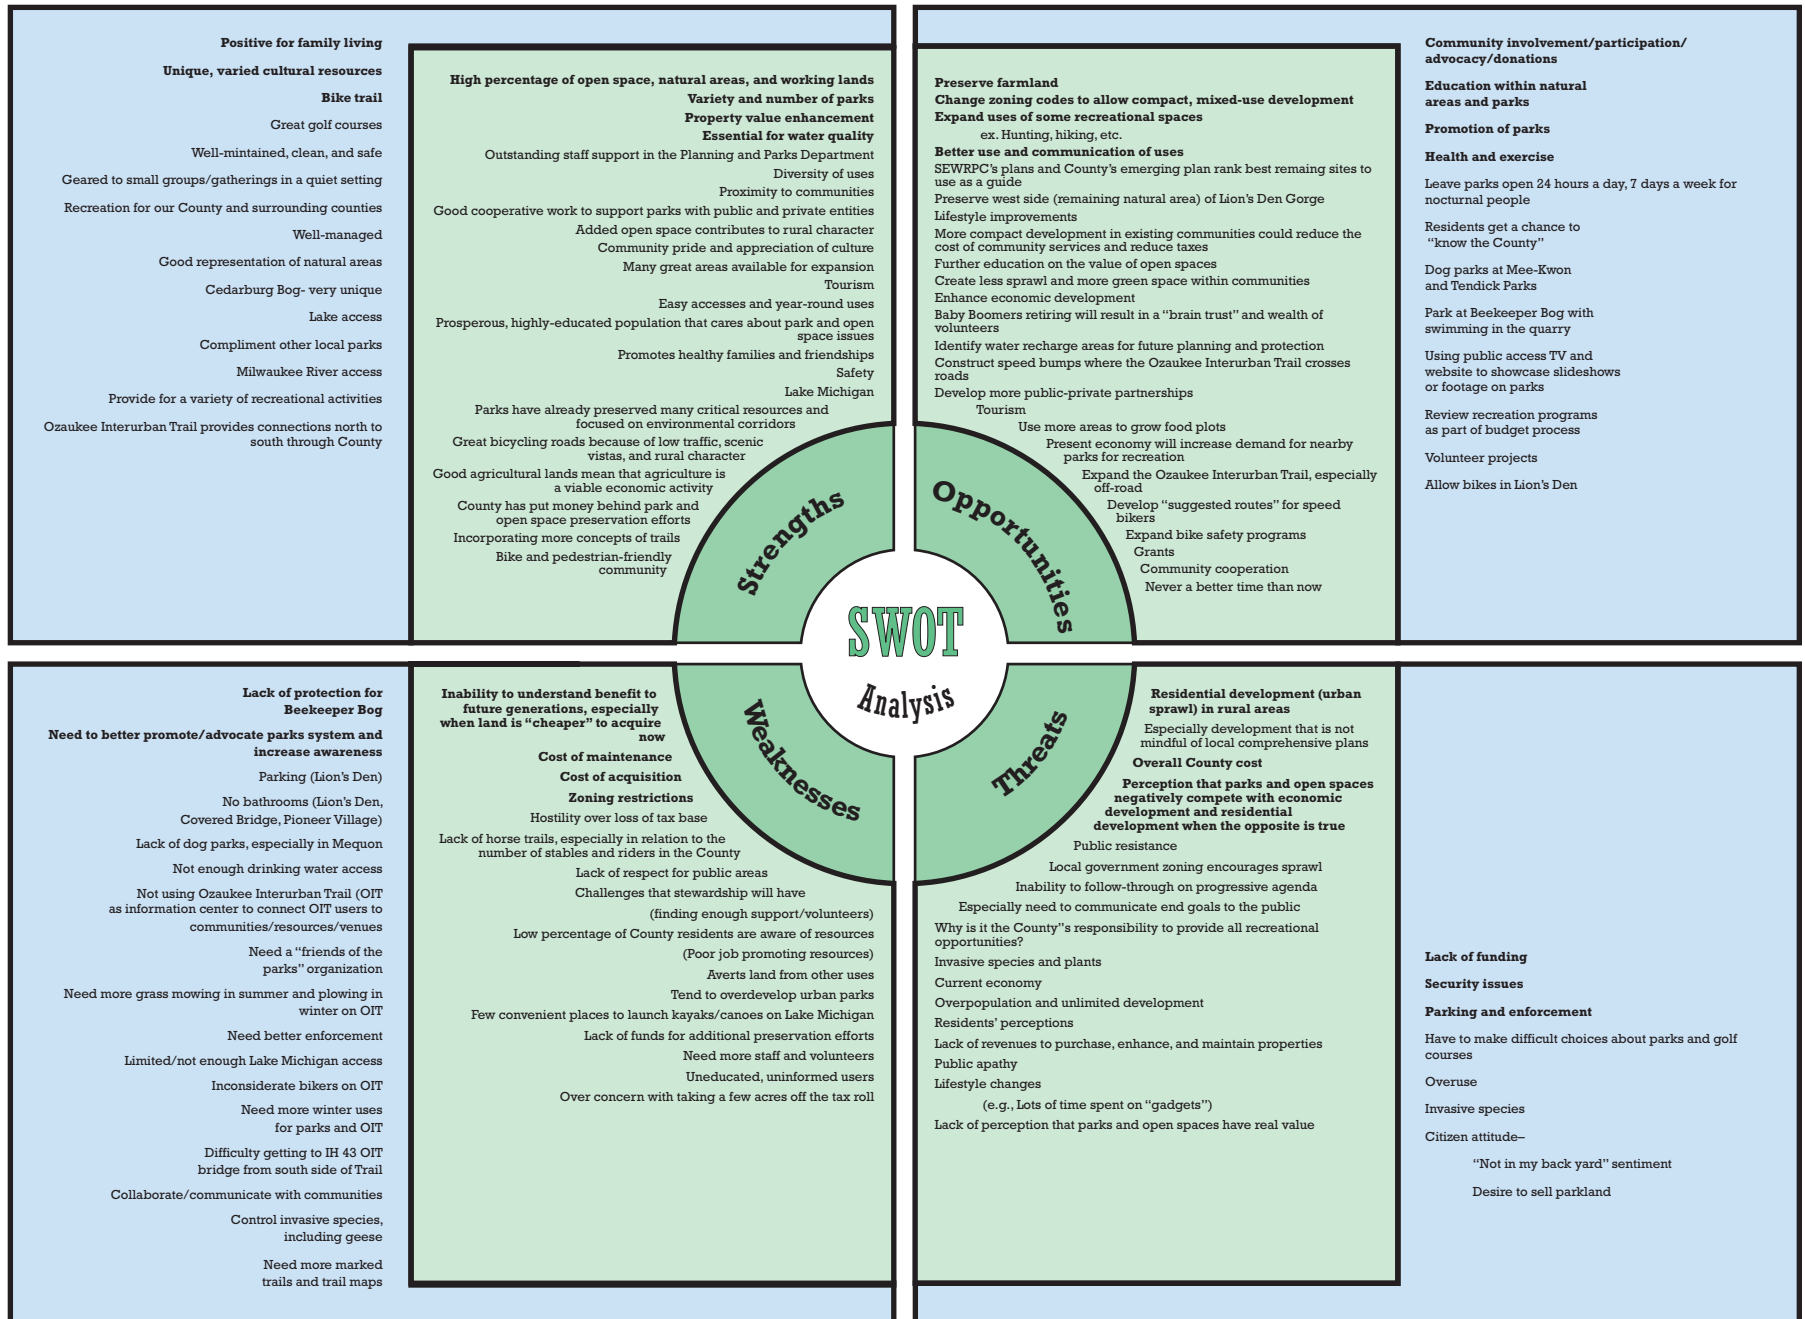 Positive for family living
Unique, varied cultural resources
Bike trail
Great golf courses
Well-mintained, clean, and safe
Geared to small groups/gatherings in a quiet setting
Recreation for our County and surrounding counties
Well-managed
Good representation of natural areas
Cedarburg Bog- very unique
Lake access
Compliment other local parks
Milwaukee River access
Provide for a variety of recreational activities
Ozaukee Interurban Trail provides connections north to
south through County
High percentage of open space, natural areas, and working lands
Variety and number of parks
Property value enhancement
Essential for water quality
Outstanding staff support in the Planning and Parks Department
Diversity of uses
Proximity to communities
Good cooperative work to support parks with public and private entities
Added open space contributes to rural character
Community pride and appreciation of culture
Many great areas available for expansion
Tourism
Easy accesses and year-round uses
Prosperous, highly-educated population that cares about park and open
space issues
Promotes healthy families and friendships
Safety
Lake Michigan
Parks have already preserved many critical resources and
focused on environmental corridors
Great bicycling roads because of low traffic, scenic
vistas, and rural character
Good agricultural lands mean that agriculture is
a viable economic activity
County has put money behind park and
open space preservation efforts
Incorporating more concepts of trails
Bike and pedestrian-friendly
community
Strengths
Preserve farmland
Change zoning codes to allow compact, mixed-use development
Expand uses of some recreational spaces
ex. Hunting, hiking, etc.
Better use and communication of uses
SEWRPC's plans and County's emerging plan rank best remaing sites to
use as a guide
Preserve west side (remaining natural area) of Lion's Den Gorge
Lifestyle improvements
More compact development in existing communities could reduce the
cost of community services and reduce taxes
Further education on the value of open spaces
Create less sprawl and more green space within communities
Enhance economic development
Baby Boomers retiring will result in a "brain trust" and wealth of
volunteers
Identify water recharge areas for future planning and protection
Construct speed bumps where the Ozaukee Interurban Trail crosses
roads
Develop more public-private partnerships
Tourism
Use more areas to grow food plots
Present economy will increase demand for nearby
parks for recreation
Expand the Ozaukee Interurban Trail, especially
off-road
Develop "suggested routes" for speed
bikers
Expand bike safety programs
Grants
Community cooperation
Never a better time than now
Opportunities
Community involvement/participation/
advocacy/donations
Education within natural
areas and parks
Promotion of parks
Health and exercise
Leave parks open 24 hours a day, 7 days a week for
nocturnal people
Residents get a chance to
"know the County"
Dog parks at Mee-Kwon
and Tendick Parks
Park at Beekeeper Bog with
swimming in the quarry
Using public access TV and
website to showcase slideshows
or footage on parks
Review recreation programs
as part of budget process
Volunteer projects
Allow bikes in Lion's Den
SWOT
Analysis
Lack of protection for
Beekeeper Bog
Need to better promote/advocate parks system and
increase awareness
Parking (Lion's Den)
No bathrooms (Lion's Den,
Covered Bridge, Pioneer Village)
Lack of dog parks, especially in Mequon
Not enough drinking water access
Not using Ozaukee Interurban Trail (OIT
as information center to connect OIT users to
communities/resources/venues
Need a "friends of the
parks" organization
Need more grass mowing in summer and plowing in
winter on OIT
Need better enforcement
Limited/not enough Lake Michigan access
Inconsiderate bikers on OIT
Need more winter uses
for parks and OIT
Difficulty getting to IH 43 OIT
bridge from south side of Trail
Collaborate/communicate with communities
Control invasive species,
including geese
Need more marked
trails and trail maps
Inability to understand benefit to
future generations, especially
when land is "cheaper" to acquire
now
Cost of maintenance
Cost of acquisition
Zoning restrictions
Hostility over loss of tax base
Lack of horse trails, especially in relation to the
number of stables and riders in the County
Lack of respect for public areas
Challenges that stewardship will have
(finding enough support/volunteers)
Low percentage of County residents are aware of resources
(Poor job promoting resources)
Averts land from other uses
Tend to overdevelop urban parks
Few convenient places to launch kayaks/canoes on Lake Michigan
Lack of funds for additional preservation efforts
Need more staff and volunteers
Uneducated, uninformed users
Over concern with taking a few acres off the tax roll
Weaknesses
Threats
Residential development (urban
sprawl) in rural areas
Especially development that is not
mindful of local comprehensive plans
Overall County cost
Perception that parks and open spaces
negatively compete with economic
development and residential
development when the opposite is true
Public resistance
Local government zoning encourages sprawl
Inability to follow-through on progressive agenda
Especially need to communicate end goals to the public
Why is it the County"s responsibility to provide all recreational
opportunities?
Invasive species and plants
Current economy
Overpopulation and unlimited development
Residents' perceptions
Lack of revenues to purchase, enhance, and maintain properties
Public apathy
Lifestyle changes
(e.g., Lots of time spent on "gadgets")
Lack of perception that parks and open spaces have real value
Lack of funding
Security issues
Parking and enforcement
Have to make difficult choices about parks and golf
courses
Overuse
Invasive species
Citizen attitude–
"Not in my back yard" sentiment
Desire to sell parkland